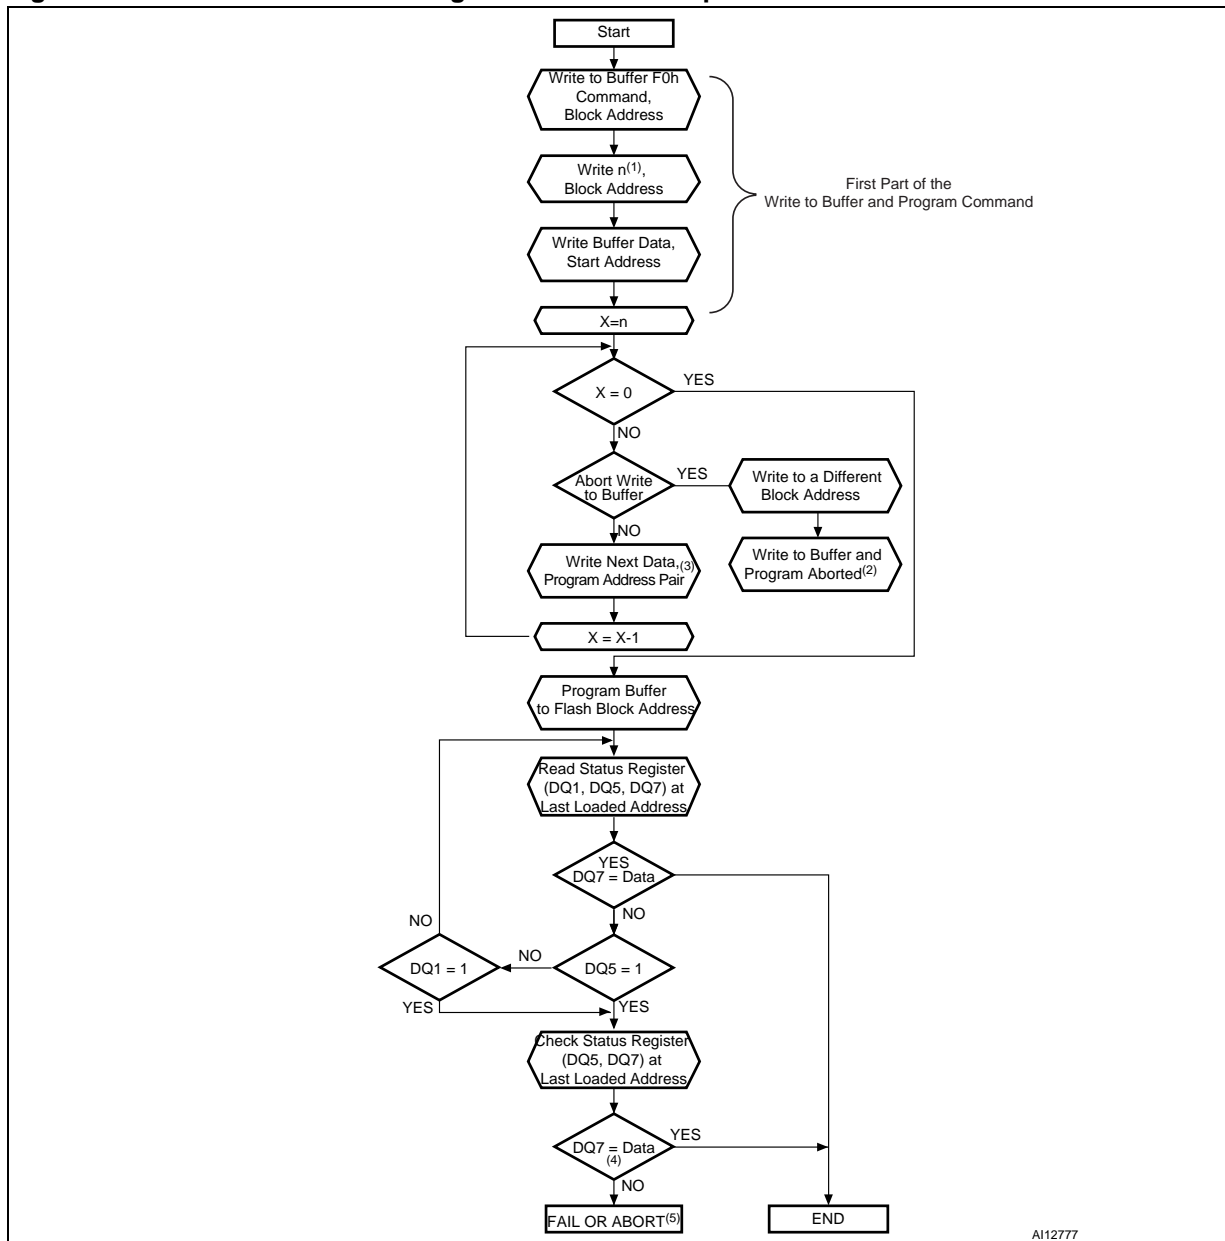 Start
Write to Buffer F0h
Command,
Block Address
Write n(1),
Block Address
First Part of the
Write to Buffer and Program Command
Write Buffer Data,
Start Address
X=n
X = 0
YES
NO
Abort Write
to Buffer
YES
Write to a Different
Block Address
NO
Write Next Data,(3)
Program Address Pair
Write to Buffer and
Program Aborted(2)
X = X-1
Program Buffer
to Flash Block Address
Read Status Register
(DQ1, DQ5, DQ7) at
Last Loaded Address
YES
DQ7 = Data
NO
NO
DQ1 = 1
NO
DQ5 = 1
YES
YES
Check Status Register
(DQ5, DQ7) at
Last Loaded Address
DQ7 = Data
(4)
YES
NO
FAIL OR ABORT(5)
END
AI12777